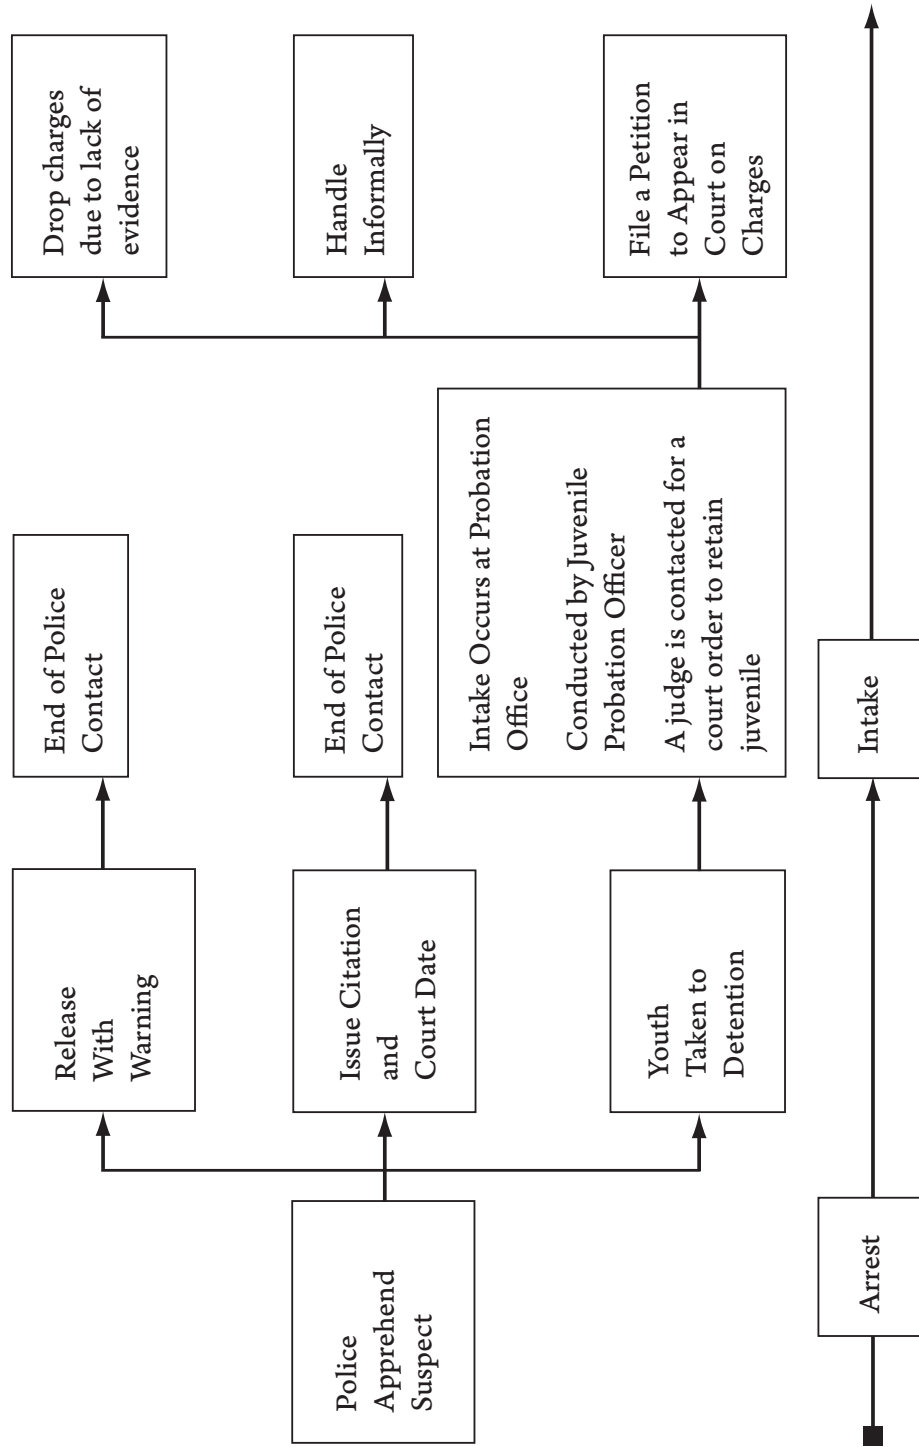 Police
Apprehend
Suspect
Release
With
Warning
Issue Citation
and
Court Date
Youth
Taken to
Detention
End of Police
Contact
End of Police
Contact
Intake Occurs at Probation
Office
Conducted by Juvenile
Probation Officer
A judge is contacted for a
court order to retain
juvenile
Drop charges
due to lack of
evidence
Handle
Informally
File a Petition
to Appear in
Court on
Charges
Arrest
Intake